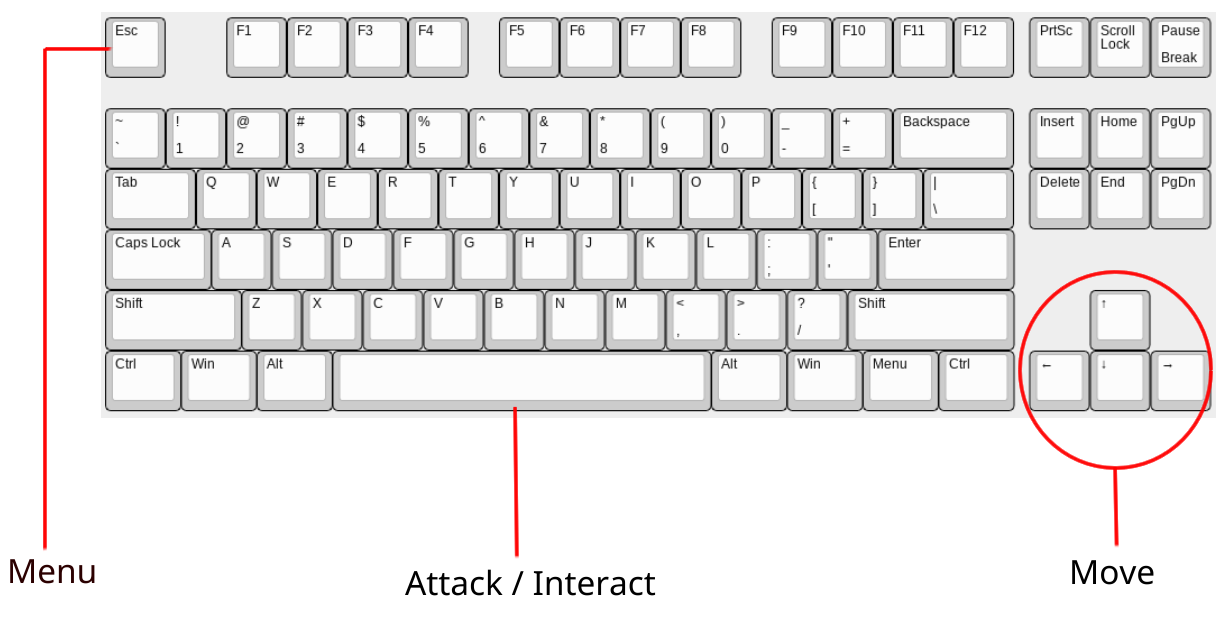 Esc F1 F2 F3 F4 F5 F6 F7 F8 F9 F10 F11 F12 PrtSc Scroll Lock Pause Break
~ ! @ # $ % ^ & * ( ) _ + Backspace Insert Home PgUp
` 1 2 3 4 5 6 7 8 9 0 - =
Tab Q W E R T Y U I O P { } | Delete End PgDn
[ ] \
Caps Lock A S D F G H J K L : " Enter
; '
Shift Z X C V B N M < > ? Shift ↑
, . /
Ctrl Win Alt Alt Win Menu Ctrl ← ↓ →
Menu
Attack / Interact
Move